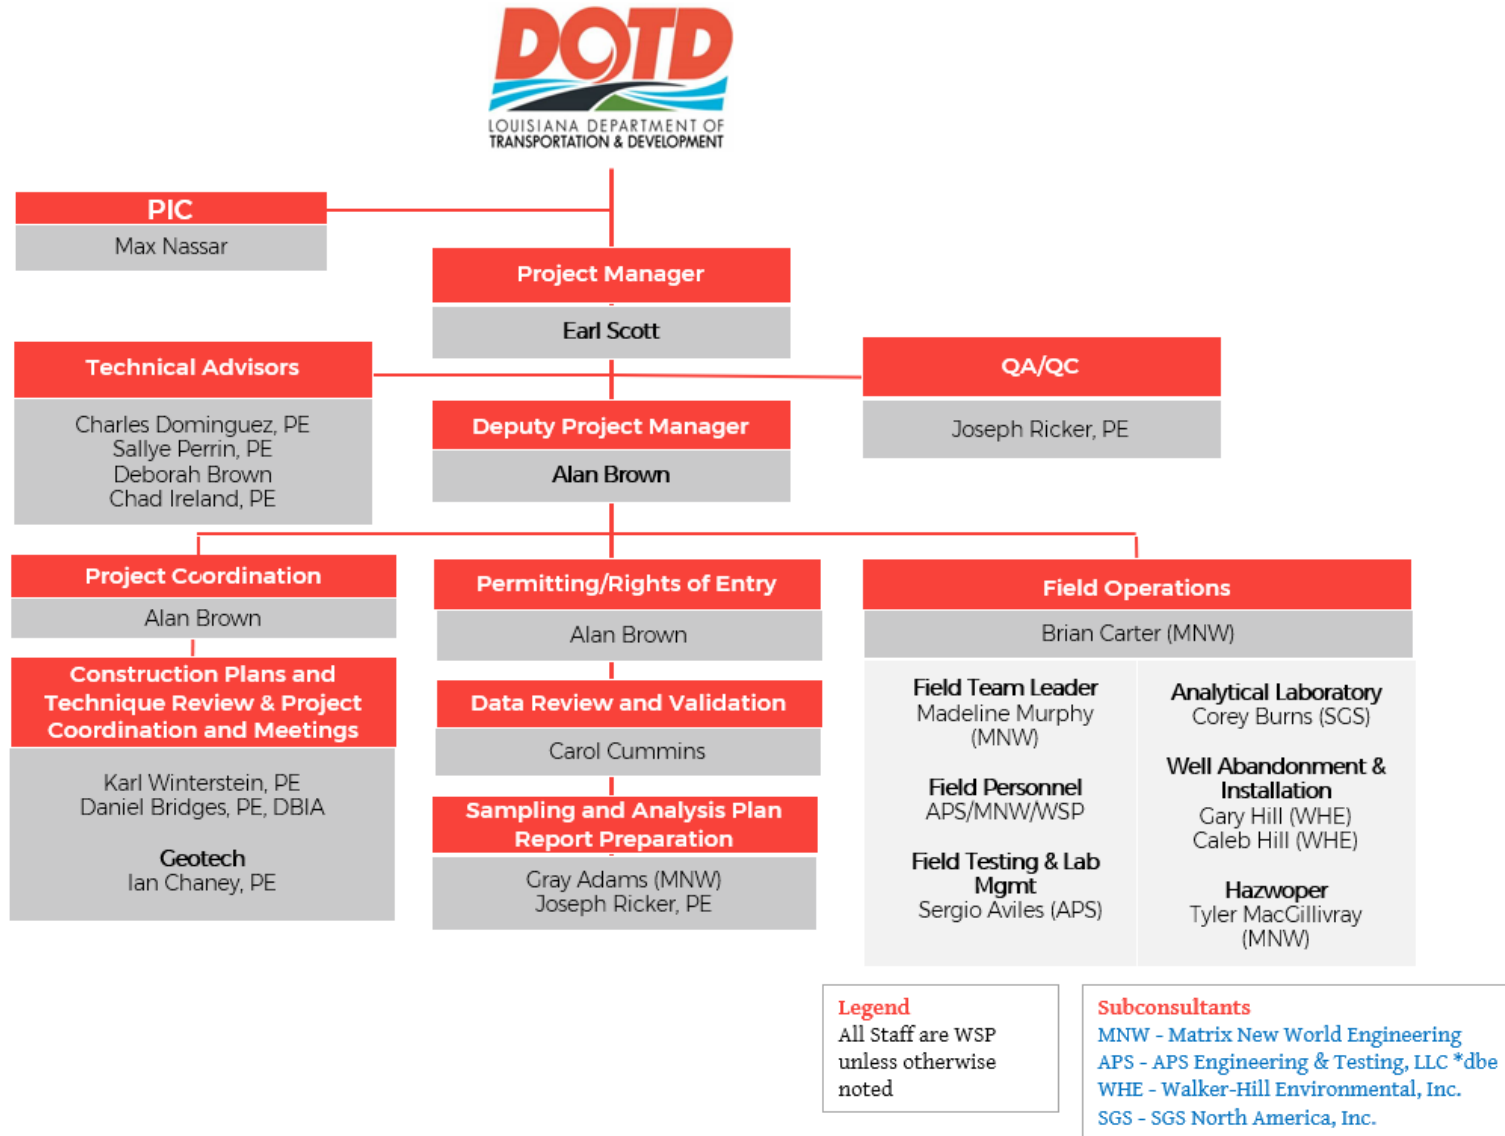 DOTD
LOUISIANA DEPARTMENT OF
TRANSPORTATION & DEVELOPMENT
PIC
Max Nassar
Project Manager
Earl Scott
Technical Advisors
Charles Dominguez, PE
Sallye Perrin, PE
Deborah Brown
Chad Ireland, PE
QA/QC
Joseph Ricker, PE
Deputy Project Manager
Alan Brown
Project Coordination
Alan Brown
Construction Plans and
Technique Review & Project
Coordination and Meetings
Karl Winterstein, PE
Daniel Bridges, PE, DBIA
Geotech
Ian Chaney, PE
Permitting/Rights of Entry
Alan Brown
Data Review and Validation
Carol Cummins
Sampling and Analysis Plan
Report Preparation
Gray Adams (MNW)
Joseph Ricker, PE
Field Operations
Brian Carter (MNW)
Field Team Leader
Madeline Murphy
(MNW)
Field Personnel
APS/MNW/WSP
Field Testing & Lab
Mgmt
Sergio Aviles (APS)
Analytical Laboratory
Corey Burns (SGS)
Well Abandonment &
Installation
Gary Hill (WHE)
Caleb Hill (WHE)
Hazwoper
Tyler MacGillivray
(MNW)
Legend
All Staff are WSP
unless otherwise
noted
Subconsultants
MNW - Matrix New World Engineering
APS - APS Engineering & Testing, LLC *dbe
WHE - Walker-Hill Environmental, Inc.
SGS - SGS North America, Inc.